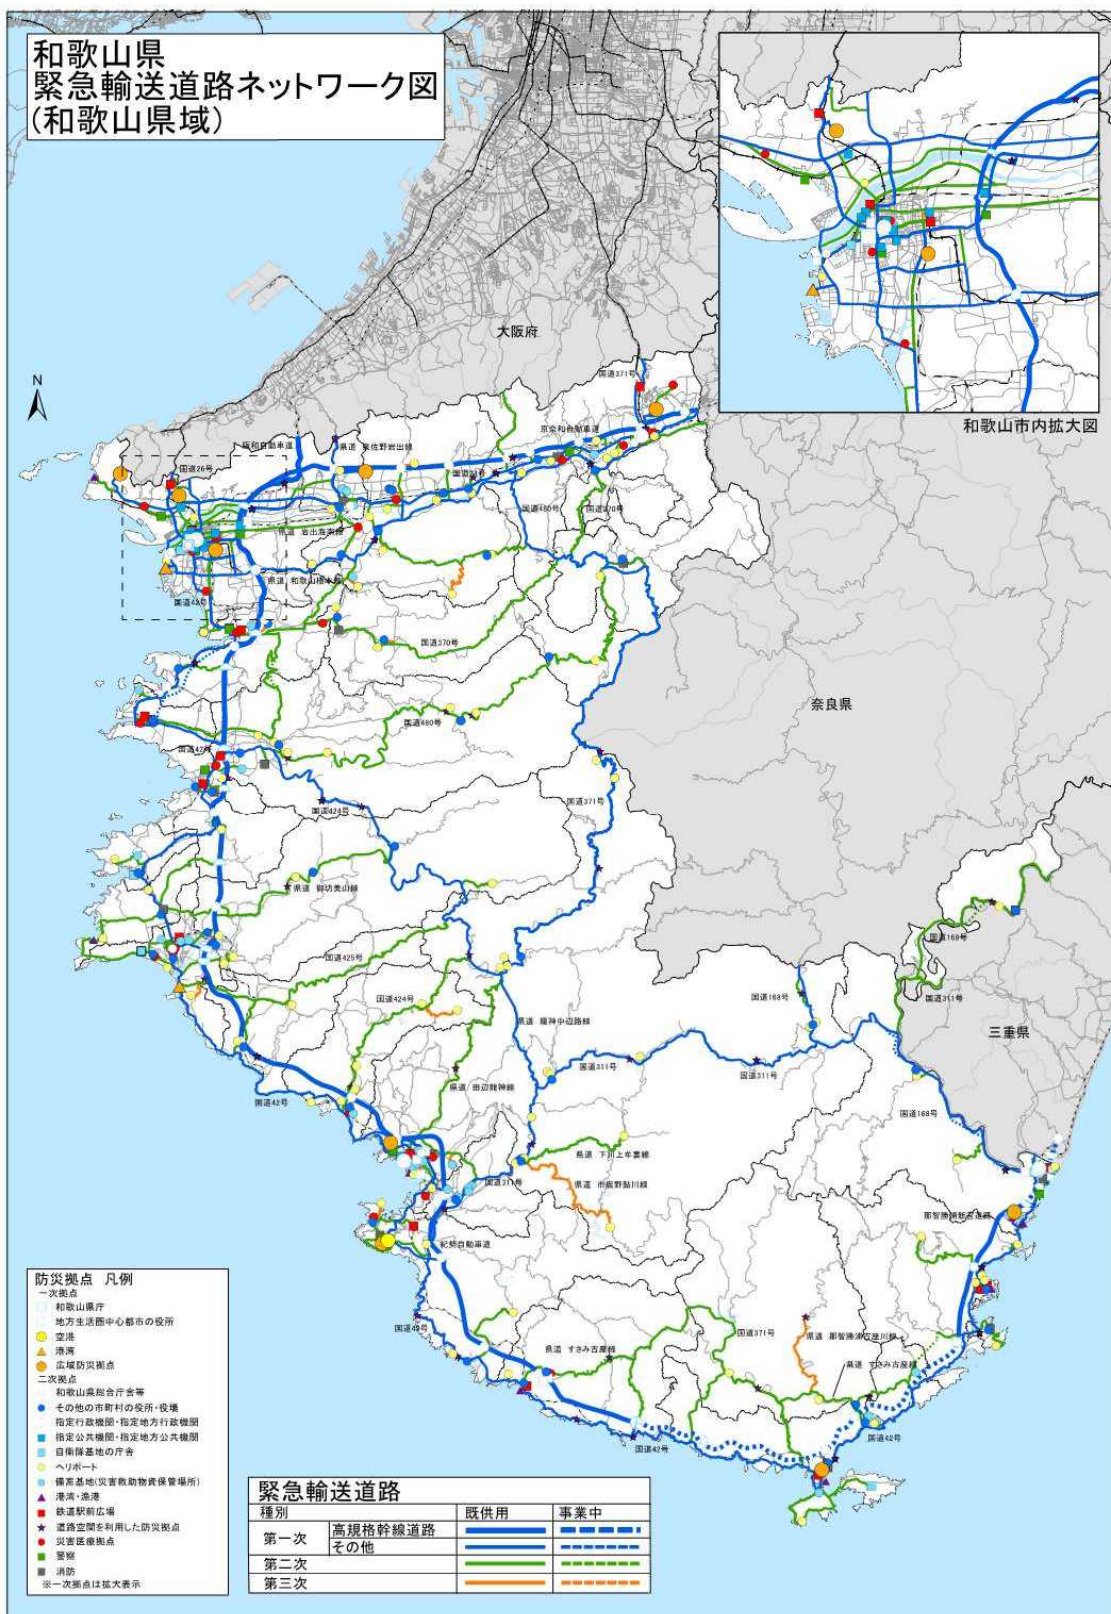 和歌山県
緊急輸送道路ネットワーク図
(和歌山県域)
和歌山市内拡大図
N
大阪府
国道371号
京奈和自動車道
阪和自動車道
県道 泉佐野岩出線
国道26号
国道24号
国道480号
国道370号
県道 岩出海南線
県道 和歌山橋本線
国道42号
国道370号
奈良県
国道480号
国道42号
国道371号
国道424号
県道 御坊美山線
国道169号
国道425号
国道311号
国道424号
国道168号
三重県
県道 龍神中辺路線
国道311号
国道311号
県道 田辺龍神線
国道42号
国道168号
県道 下川上牟婁線
国道311号
県道 市鹿野鮎川線
那智勝浦新宮道路
紀勢自動車道
国道42号
国道371号
県道 那智勝浦古座川線
県道 すさみ古座線
県道 すさみ古座線
国道42号
国道42号
防災拠点 凡例
一次拠点
和歌山県庁
地方生活圏中心都市の役所
空港
港湾
広域防災拠点
二次拠点
和歌山県総合庁舎等
その他の市町村の役所・役場
指定行政機関・指定地方行政機関
指定公共機関・指定地方公共機関
自衛隊基地の庁舎
ヘリポート
備蓄基地(災害救助物資保管場所)
港湾・漁港
鉄道駅前広場
道路空間を利用した防災拠点
災害医療拠点
警察
消防
※一次拠点は拡大表示
緊急輸送道路
種別 既供用 事業中
第一次 高規格幹線道路
その他
第二次
第三次